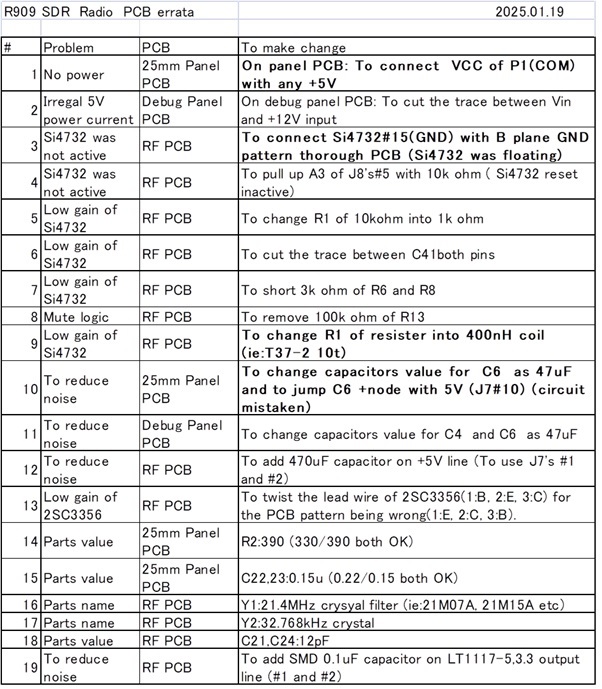 R909 SDR Radio PCB errata 2025.01.19
# Problem PCB To make change
1 No power 25mm Panel PCB On panel PCB: To connect VCC of P1(COM) with any +5V
2 Irregal 5V power current Debug Panel PCB On debug panel PCB: To cut the trace between Vin and +12V input
3 Si4732 was not active RF PCB To connect Si4732#15(GND) with B plane GND pattern thorough PCB (Si4732 was floating)
4 Si4732 was not active RF PCB To pull up A3 of J8's#5 with 10k ohm ( Si4732 reset inactive)
5 Low gain of Si4732 RF PCB To change R1 of 10kohm into 1k ohm
6 Low gain of Si4732 RF PCB To cut the trace between C41both pins
7 Low gain of Si4732 RF PCB To short 3k ohm of R6 and R8
8 Mute logic RF PCB To remove 100k ohm of R13
9 Low gain of Si4732 RF PCB To change R1 of resister into 400nH coil (ie:T37-2 10t)
10 To reduce noise 25mm Panel PCB To change capacitors value for C6 as 47uF and to jump C6 +node with 5V (J7#10) (circuit mistaken)
11 To reduce noise Debug Panel PCB To change capacitors value for C4 and C6 as 47uF
12 To reduce noise RF PCB To add 470uF capacitor on +5V line (To use J7's #1 and #2)
13 Low gain of 2SC3356 RF PCB To twist the lead wire of 2SC3356(1:B, 2:E, 3:C) for the PCB pattern being wrong(1:E, 2:C, 3:B).
14 Parts value 25mm Panel PCB R2:390 (330/390 both OK)
15 Parts value 25mm Panel PCB C22,23:0.15u (0.22/0.15 both OK)
16 Parts name RF PCB Y1:21.4MHz crysyal filter (ie:21M07A, 21M15A etc)
17 Parts name RF PCB Y2:32.768kHz crystal
18 Parts value RF PCB C21,C24:12pF
19 To reduce noise RF PCB To add SMD 0.1uF capacitor on LT1117-5,3.3 output line (#1 and #2)